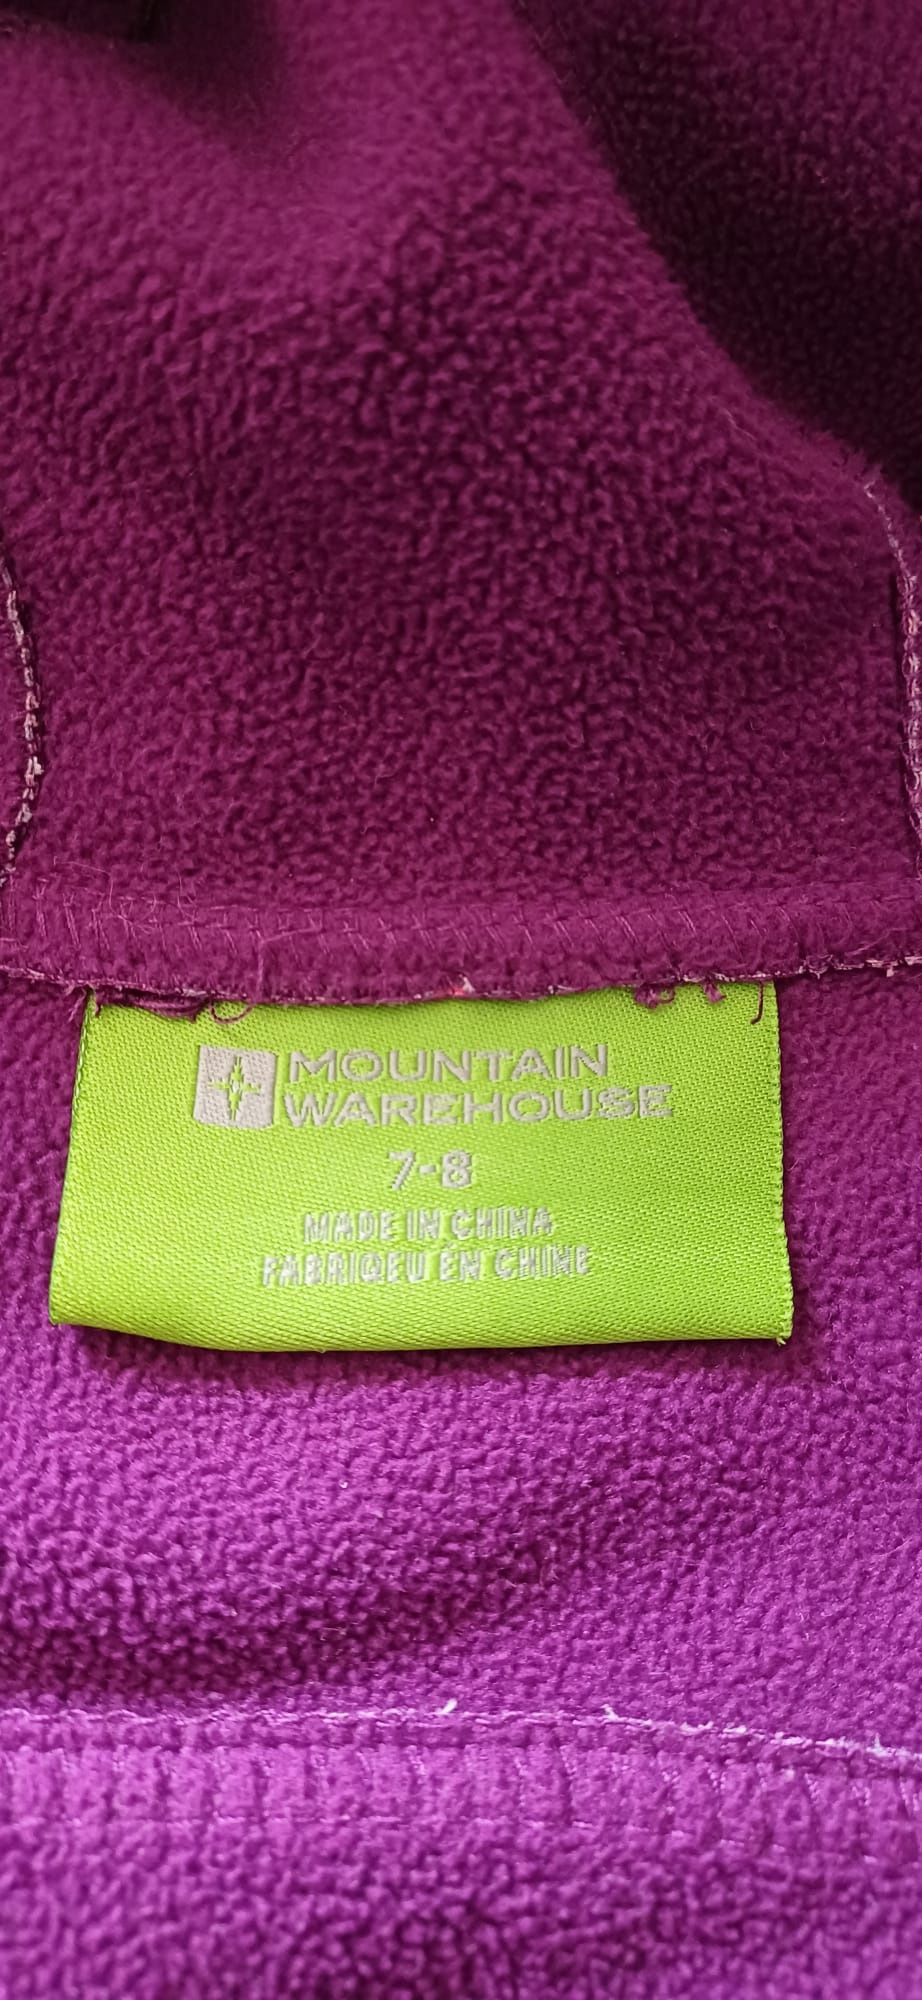 MOUNTAIN
WAREHOUSE
7-8
MADE IN CHINA
FABRIQEU EN CHINE